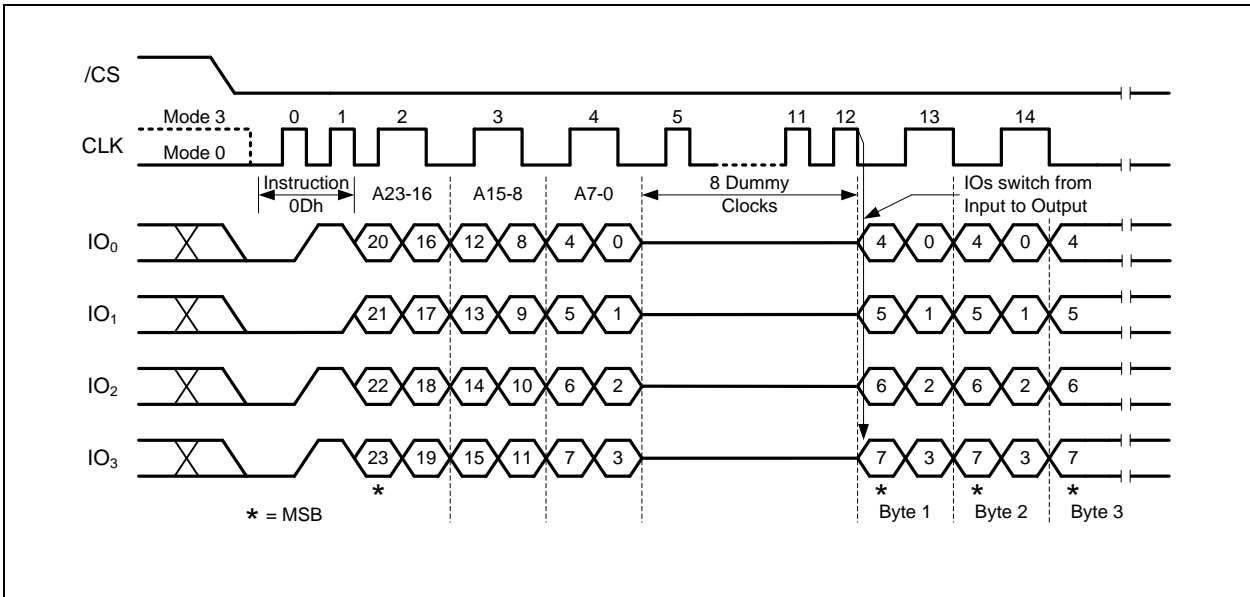 /CS
Mode 3 0 1 2 3 4 5 11 12 13 14
CLK
Mode 0
Instruction
0Dh
A23-16 A15-8 A7-0
8 Dummy
Clocks
IOs switch from
Input to Output
IO0 20 16 12 8 4 0 4 0 4 0 4
IO1 21 17 13 9 5 1 5 1 5 1 5
IO2 22 18 14 10 6 2 6 2 6 2 6
IO3 23 19 15 11 7 3 7 3 7 3 7
* * * *
* = MSB
Byte 1 Byte 2 Byte 3